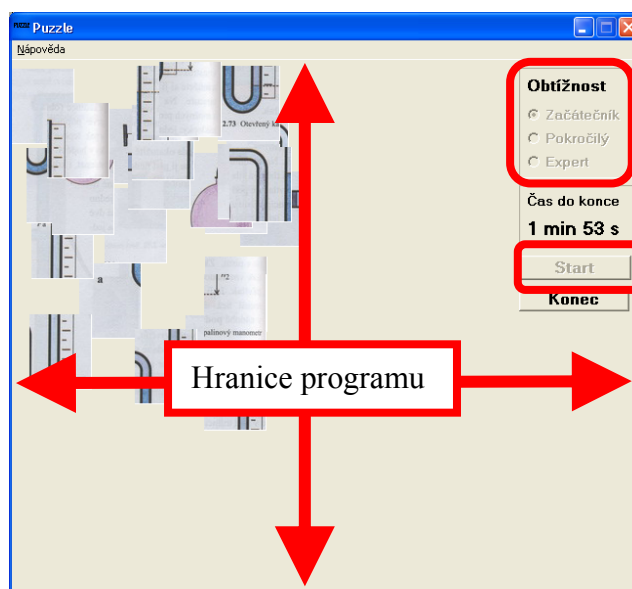 Puzzle
Nápověda
2.73 Otevřený
Obtížnost
Začátečník
Pokročilý
Expert
Čas do konce
1 min 53 s
Start
Konec
a
palinový manometr
Hranice programu